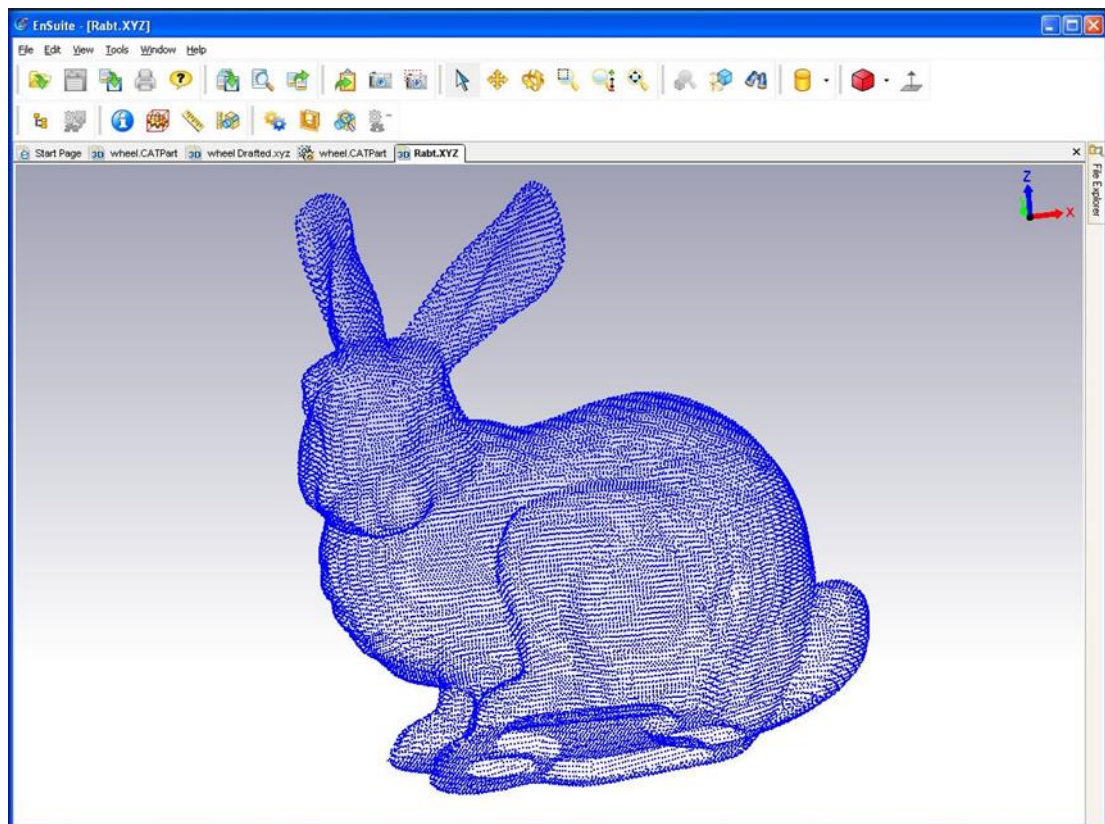 EnSuite - [Rabt.XYZ]
File Edit View Tools Window Help
Start Page wheel.CATPart wheel Drafted.xyz wheel.CATPart Rabt.XYZ
File Explorer
Z
X